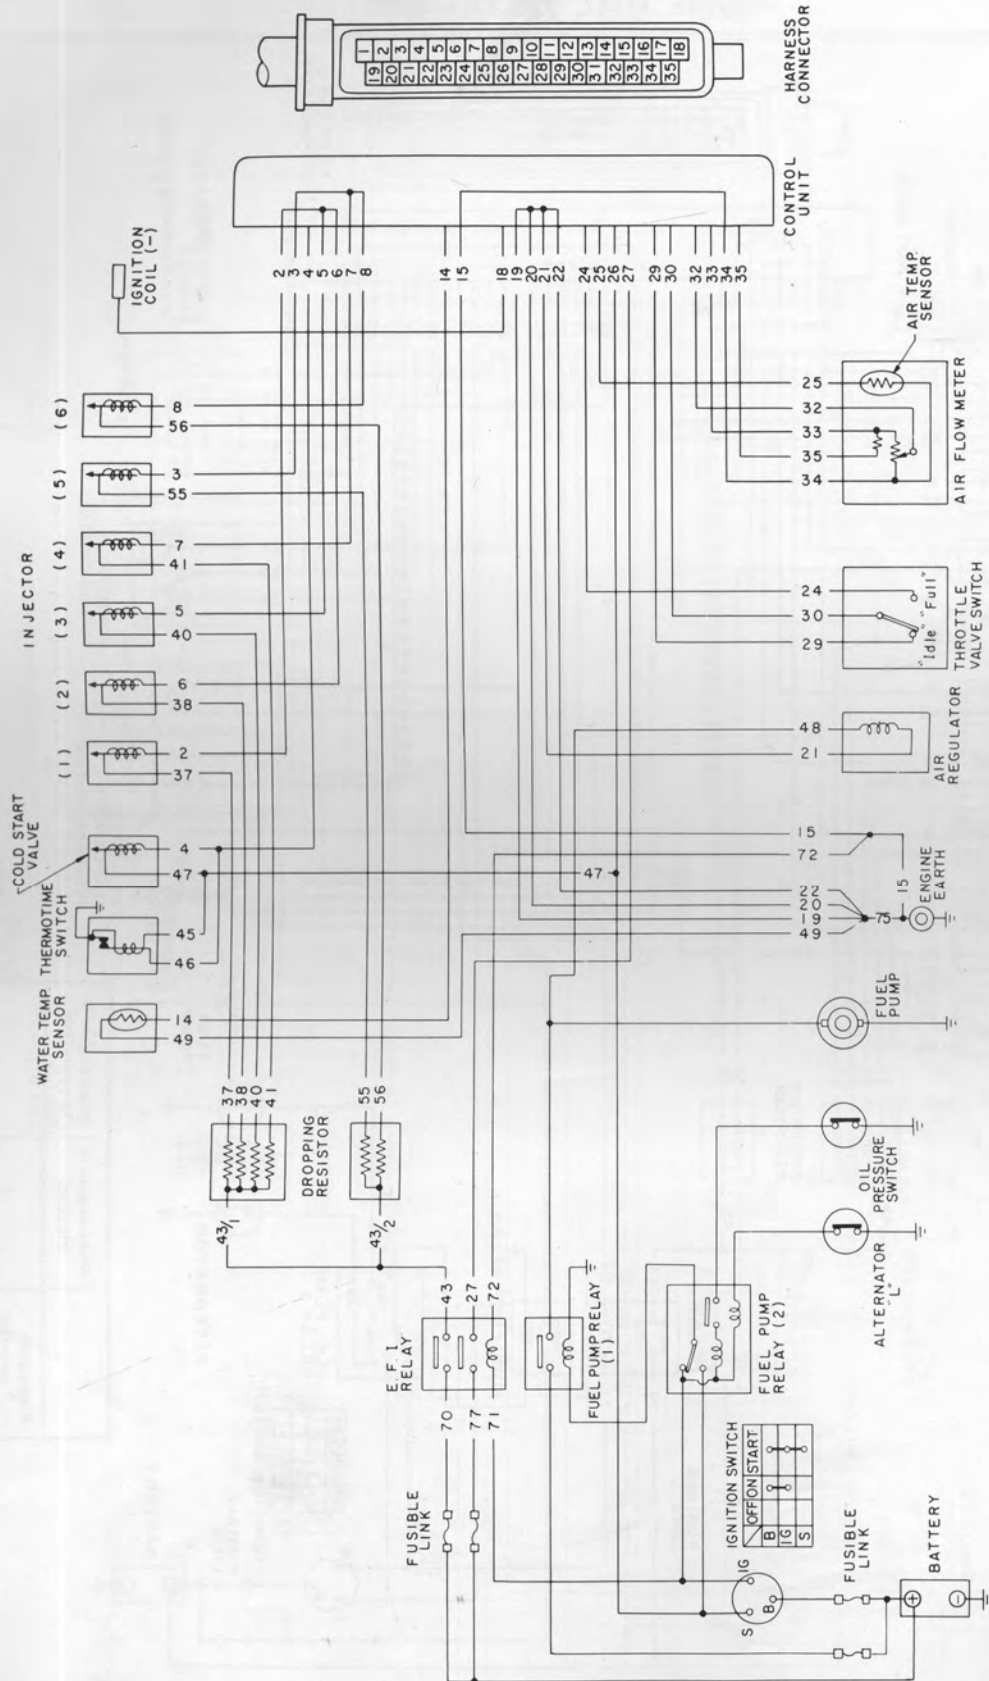 1 2 3 4 5 6 7 8 9 10 11 12 13 14 15 16 17 18
19 20 21 22 23 24 25 26 27 28 29 30 31 32 33 34 35
HARNESS
CONNECTOR
CONTROL
UNIT
IGNITION
COIL (−)
2 3 4 5 6 7 8
14 15
18 19 20 21 22
24 25 26 27
29 30
32 33 34 35
INJECTOR
(1) (2) (3) (4) (5) (6)
2
37
6
38
5
40
7
41
3
55
8
56
COLD START
VALVE
4
47
THERMOTIME
SWITCH
45
46
WATER TEMP
SENSOR
14
49
37 38 40 41
55 56
DROPPING
RESISTOR
43/1
43/2
47
AIR TEMP.
SENSOR
AIR FLOW METER
25
32
33
35
34
THROTTLE
VALVE SWITCH
"Idle" "Full"
24
30
29
AIR
REGULATOR
48
21
15
72
22
20
19
49
75
15
ENGINE
EARTH
FUEL
PUMP
OIL
PRESSURE
SWITCH
ALTERNATOR
"L"
E.F.I
RELAY
43 27 72
70 77 71
FUEL PUMP RELAY
(1)
FUEL PUMP
RELAY (2)
FUSIBLE
LINK
IGNITION SWITCH
OFF ON START
B
IG
S
S B IG
FUSIBLE
LINK
BATTERY
+ −